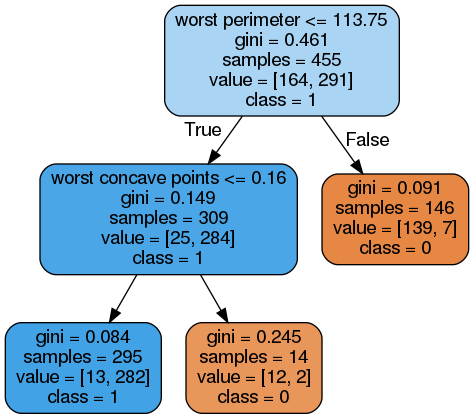 worst perimeter <= 113.75
gini = 0.461
samples = 455
value = [164, 291]
class = 1
True
False
worst concave points <= 0.16
gini = 0.149
samples = 309
value = [25, 284]
class = 1
gini = 0.091
samples = 146
value = [139, 7]
class = 0
gini = 0.084
samples = 295
value = [13, 282]
class = 1
gini = 0.245
samples = 14
value = [12, 2]
class = 0